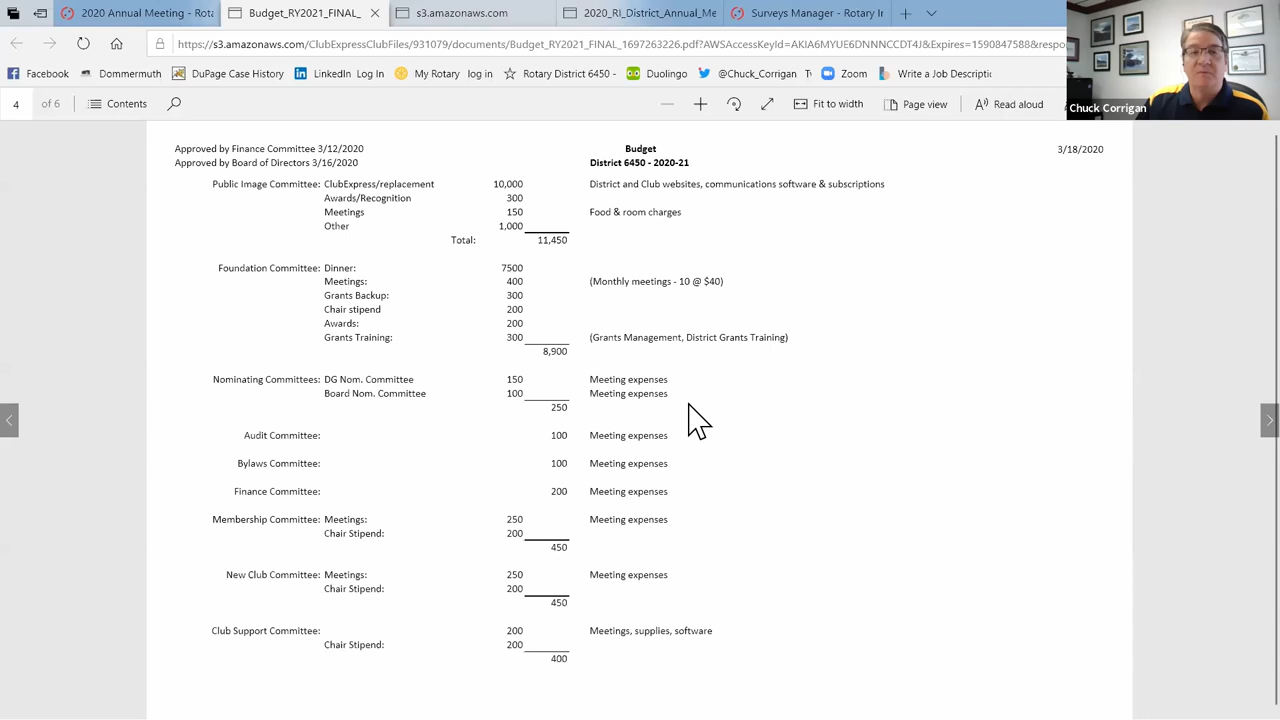 2020 Annual Meeting - Rota
Budget_RY2021_FINAL_
s3.amazonaws.com
2020_RI_District_Annual_M
Surveys Manager - Rotary In
https://s3.amazonaws.com/ClubExpressClubFiles/931079/documents/Budget_RY2021_FINAL_1697263226.pdf?AWSAccessKeyId=AKIA6MYUE6DNNNCCDT4J&Expires=1590847588&respo
Facebook Dommermuth DuPage Case History LinkedIN Log In My Rotary log in Rotary District 6450 - Duolingo @Chuck_Corrigan T Zoom Write a Job Descripti
4 of 6 Contents Fit to width Page view Read aloud
Chuck Corrigan
Approved by Finance Committee 3/12/2020 Budget 3/18/2020
Approved by Board of Directors 3/16/2020 District 6450 - 2020-21
Public Image Committee: ClubExpress/replacement 10,000 District and Club websites, communications software & subscriptions
Awards/Recognition 300
Meetings 150 Food & room charges
Other 1,000
Total: 11,450
Foundation Committee: Dinner: 7500
Meetings: 400 (Monthly meetings - 10 @ $40)
Grants Backup: 300
Chair stipend 200
Awards: 200
Grants Training: 300 (Grants Management, District Grants Training)
8,900
Nominating Committees: DG Nom. Committee 150 Meeting expenses
Board Nom. Committee 100 Meeting expenses
250
Audit Committee: 100 Meeting expenses
Bylaws Committee: 100 Meeting expenses
Finance Committee: 200 Meeting expenses
Membership Committee: Meetings: 250 Meeting expenses
Chair Stipend: 200
450
New Club Committee: Meetings: 250 Meeting expenses
Chair Stipend: 200
450
Club Support Committee: 200 Meetings, supplies, software
Chair Stipend: 200
400